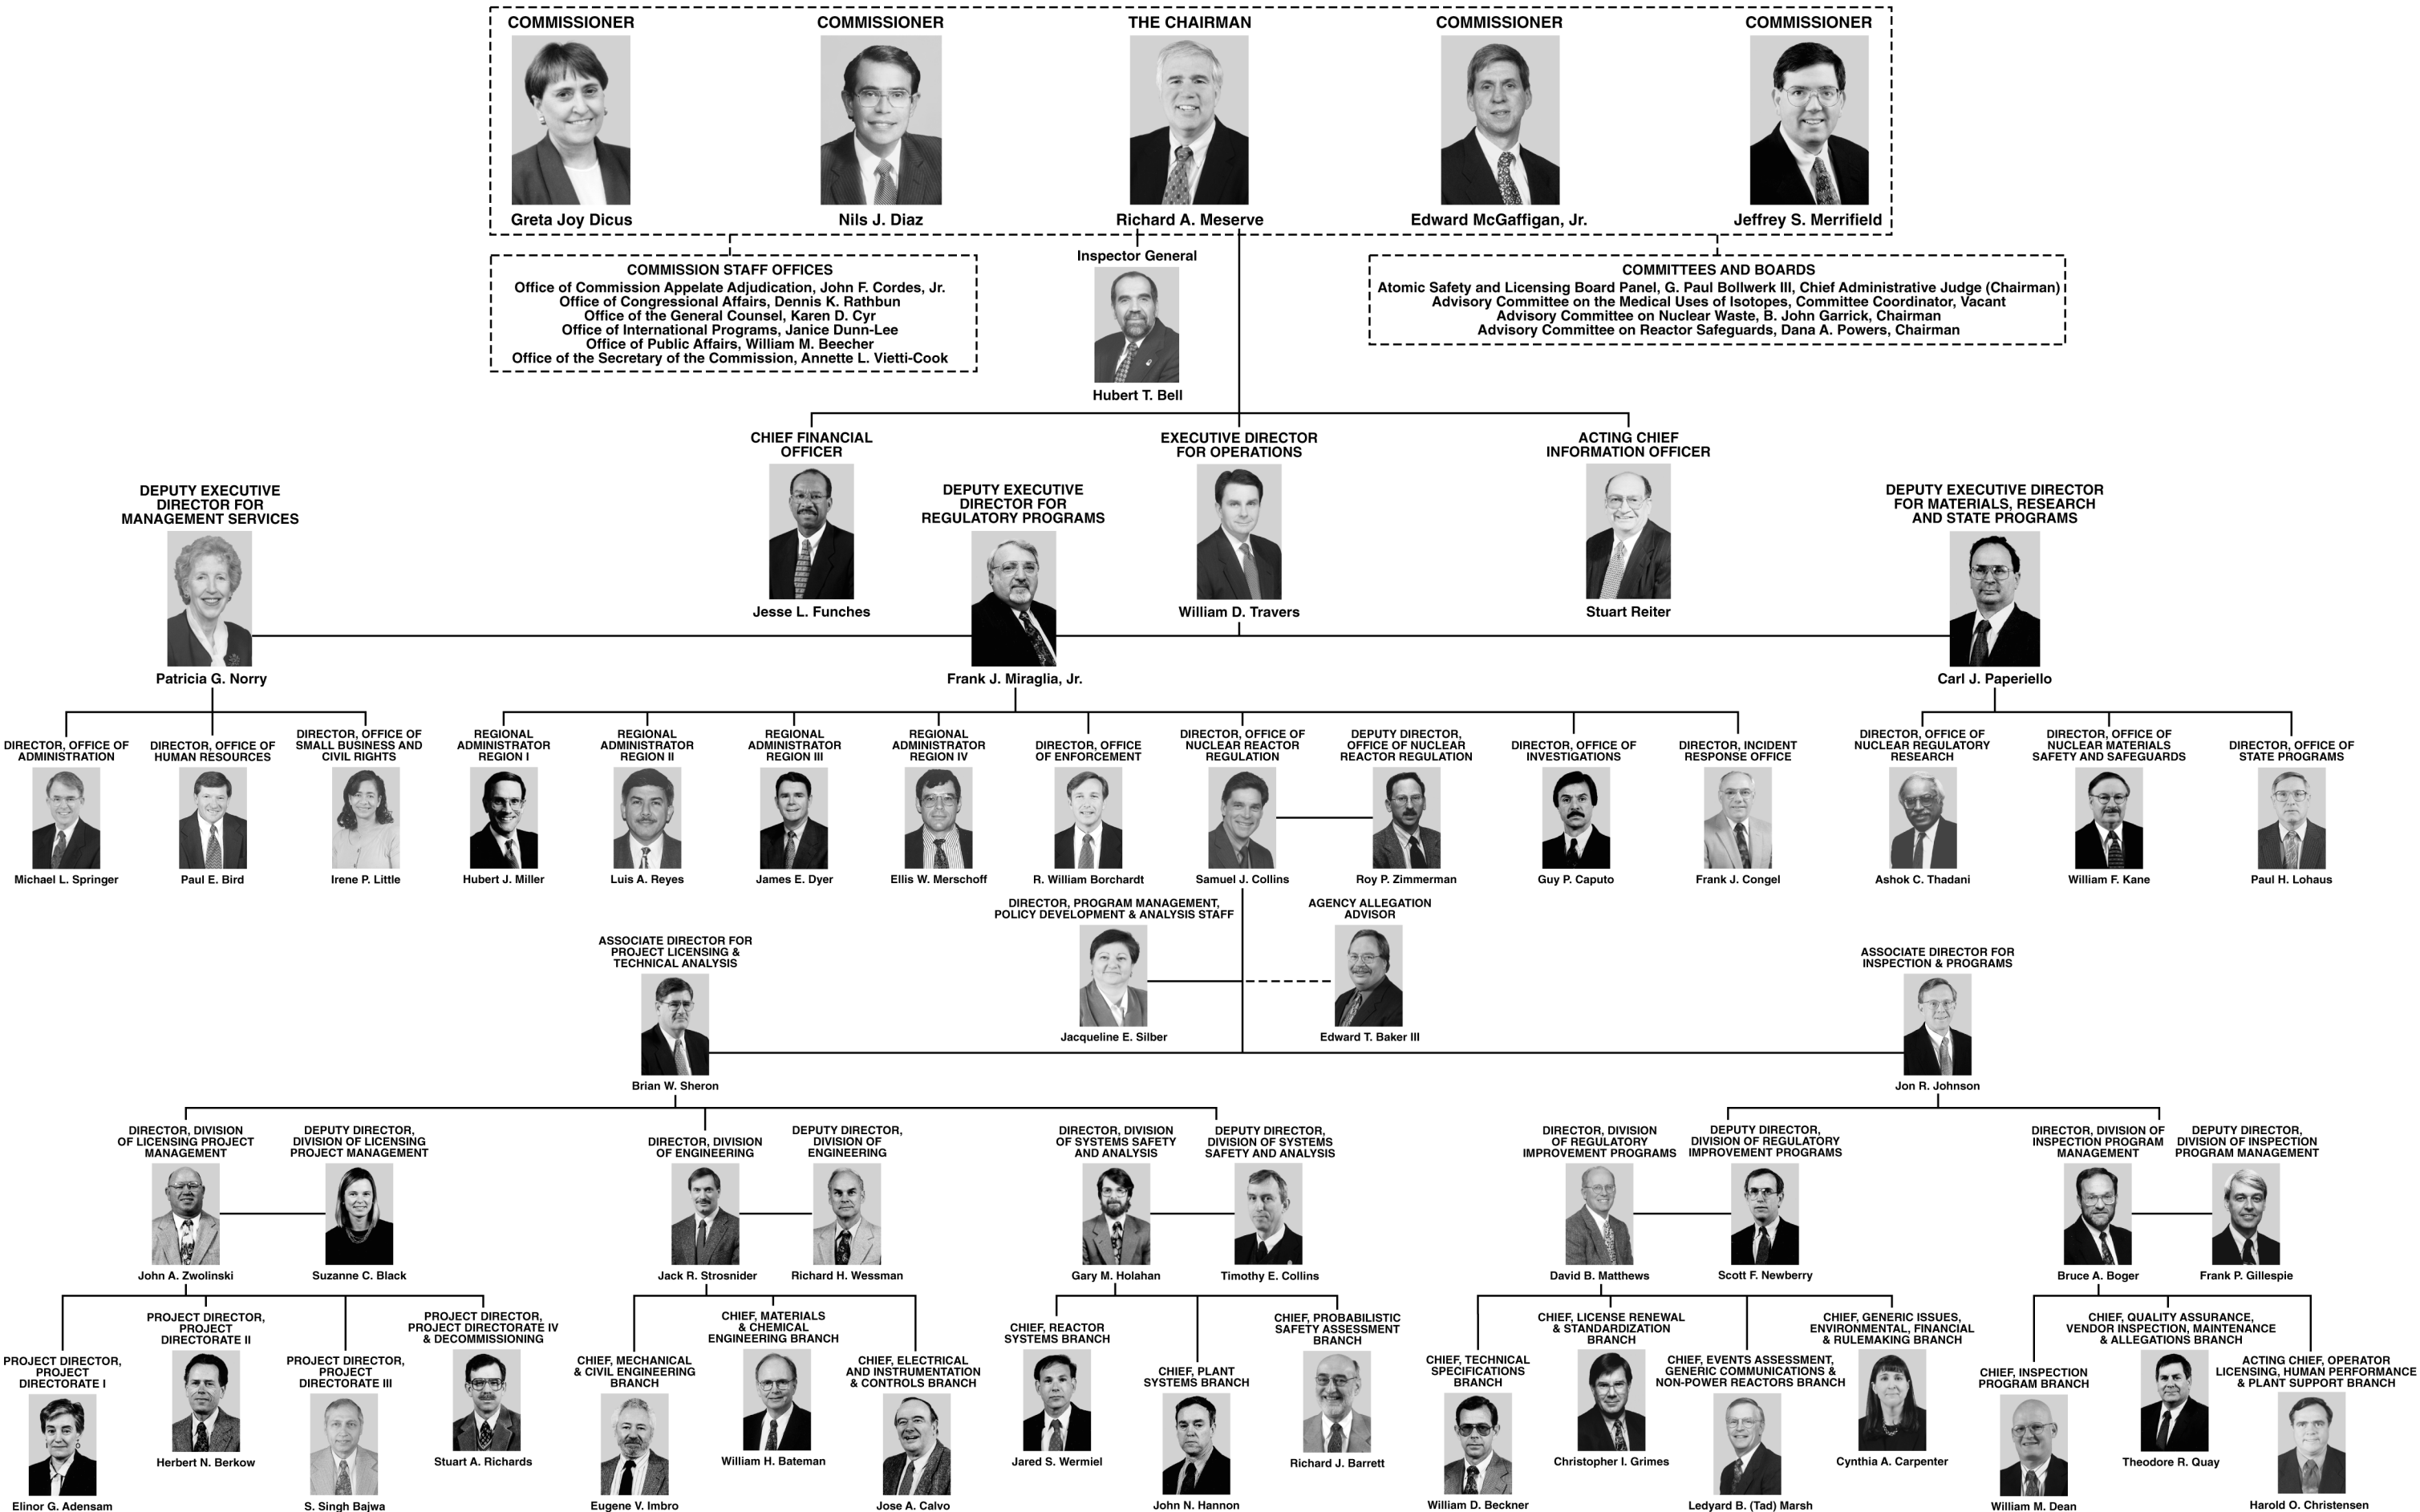 COMMISSIONER
COMMISSIONER
THE CHAIRMAN
COMMISSIONER
COMMISSIONER
Greta Joy Dicus
Nils J. Diaz
Richard A. Meserve
Edward McGaffigan, Jr.
Jeffrey S. Merrifield
COMMISSION STAFF OFFICES
Office of Commission Appelate Adjudication, John F. Cordes, Jr.
Office of Congressional Affairs, Dennis K. Rathbun
Office of the General Counsel, Karen D. Cyr
Office of International Programs, Janice Dunn-Lee
Office of Public Affairs, William M. Beecher
Office of the Secretary of the Commission, Annette L. Vietti-Cook
Inspector General
Hubert T. Bell
COMMITTEES AND BOARDS
Atomic Safety and Licensing Board Panel, G. Paul Bollwerk III, Chief Administrative Judge (Chairman)
Advisory Committee on the Medical Uses of Isotopes, Committee Coordinator, Vacant
Advisory Committee on Nuclear Waste, B. John Garrick, Chairman
Advisory Committee on Reactor Safeguards, Dana A. Powers, Chairman
CHIEF FINANCIAL
OFFICER
Jesse L. Funches
EXECUTIVE DIRECTOR
FOR OPERATIONS
William D. Travers
ACTING CHIEF
INFORMATION OFFICER
Stuart Reiter
DEPUTY EXECUTIVE
DIRECTOR FOR
MANAGEMENT SERVICES
Patricia G. Norry
DEPUTY EXECUTIVE
DIRECTOR FOR
REGULATORY PROGRAMS
Frank J. Miraglia, Jr.
DEPUTY EXECUTIVE DIRECTOR
FOR MATERIALS, RESEARCH
AND STATE PROGRAMS
Carl J. Paperiello
DIRECTOR, OFFICE OF
ADMINISTRATION
Michael L. Springer
DIRECTOR, OFFICE OF
HUMAN RESOURCES
Paul E. Bird
DIRECTOR, OFFICE OF
SMALL BUSINESS AND
CIVIL RIGHTS
Irene P. Little
REGIONAL
ADMINISTRATOR
REGION I
Hubert J. Miller
REGIONAL
ADMINISTRATOR
REGION II
Luis A. Reyes
REGIONAL
ADMINISTRATOR
REGION III
James E. Dyer
REGIONAL
ADMINISTRATOR
REGION IV
Ellis W. Merschoff
DIRECTOR, OFFICE
OF ENFORCEMENT
R. William Borchardt
DIRECTOR, OFFICE OF
NUCLEAR REACTOR
REGULATION
Samuel J. Collins
DEPUTY DIRECTOR,
OFFICE OF NUCLEAR
REACTOR REGULATION
Roy P. Zimmerman
DIRECTOR, OFFICE OF
INVESTIGATIONS
Guy P. Caputo
DIRECTOR, INCIDENT
RESPONSE OFFICE
Frank J. Congel
DIRECTOR, OFFICE OF
NUCLEAR REGULATORY
RESEARCH
Ashok C. Thadani
DIRECTOR, OFFICE OF
NUCLEAR MATERIALS
SAFETY AND SAFEGUARDS
William F. Kane
DIRECTOR, OFFICE OF
STATE PROGRAMS
Paul H. Lohaus
DIRECTOR, PROGRAM MANAGEMENT,
POLICY DEVELOPMENT & ANALYSIS STAFF
Jacqueline E. Silber
AGENCY ALLEGATION
ADVISOR
Edward T. Baker III
ASSOCIATE DIRECTOR FOR
PROJECT LICENSING &
TECHNICAL ANALYSIS
Brian W. Sheron
ASSOCIATE DIRECTOR FOR
INSPECTION & PROGRAMS
Jon R. Johnson
DIRECTOR, DIVISION
OF LICENSING PROJECT
MANAGEMENT
John A. Zwolinski
DEPUTY DIRECTOR,
DIVISION OF LICENSING
PROJECT MANAGEMENT
Suzanne C. Black
DIRECTOR, DIVISION
OF ENGINEERING
Jack R. Strosnider
DEPUTY DIRECTOR,
DIVISION OF
ENGINEERING
Richard H. Wessman
DIRECTOR, DIVISION
OF SYSTEMS SAFETY
AND ANALYSIS
Gary M. Holahan
DEPUTY DIRECTOR,
DIVISION OF SYSTEMS
SAFETY AND ANALYSIS
Timothy E. Collins
DIRECTOR, DIVISION
OF REGULATORY
IMPROVEMENT PROGRAMS
David B. Matthews
DEPUTY DIRECTOR,
DIVISION OF REGULATORY
IMPROVEMENT PROGRAMS
Scott F. Newberry
DIRECTOR, DIVISION OF
INSPECTION PROGRAM
MANAGEMENT
Bruce A. Boger
DEPUTY DIRECTOR,
DIVISION OF INSPECTION
PROGRAM MANAGEMENT
Frank P. Gillespie
PROJECT DIRECTOR,
PROJECT
DIRECTORATE I
Elinor G. Adensam
PROJECT DIRECTOR,
PROJECT
DIRECTORATE II
Herbert N. Berkow
PROJECT DIRECTOR,
PROJECT
DIRECTORATE III
S. Singh Bajwa
PROJECT DIRECTOR,
PROJECT DIRECTORATE IV
& DECOMMISSIONING
Stuart A. Richards
CHIEF, MECHANICAL
& CIVIL ENGINEERING
BRANCH
Eugene V. Imbro
CHIEF, MATERIALS
& CHEMICAL
ENGINEERING BRANCH
William H. Bateman
CHIEF, ELECTRICAL
AND INSTRUMENTATION
& CONTROLS BRANCH
Jose A. Calvo
CHIEF, REACTOR
SYSTEMS BRANCH
Jared S. Wermiel
CHIEF, PLANT
SYSTEMS BRANCH
John N. Hannon
CHIEF, PROBABILISTIC
SAFETY ASSESSMENT
BRANCH
Richard J. Barrett
CHIEF, TECHNICAL
SPECIFICATIONS
BRANCH
William D. Beckner
CHIEF, LICENSE RENEWAL
& STANDARDIZATION
BRANCH
Christopher I. Grimes
CHIEF, EVENTS ASSESSMENT,
GENERIC COMMUNICATIONS &
NON-POWER REACTORS BRANCH
Ledyard B. (Tad) Marsh
CHIEF, GENERIC ISSUES,
ENVIRONMENTAL, FINANCIAL
& RULEMAKING BRANCH
Cynthia A. Carpenter
CHIEF, INSPECTION
PROGRAM BRANCH
William M. Dean
CHIEF, QUALITY ASSURANCE,
VENDOR INSPECTION, MAINTENANCE
& ALLEGATIONS BRANCH
Theodore R. Quay
ACTING CHIEF, OPERATOR
LICENSING, HUMAN PERFORMANCE
& PLANT SUPPORT BRANCH
Harold O. Christensen